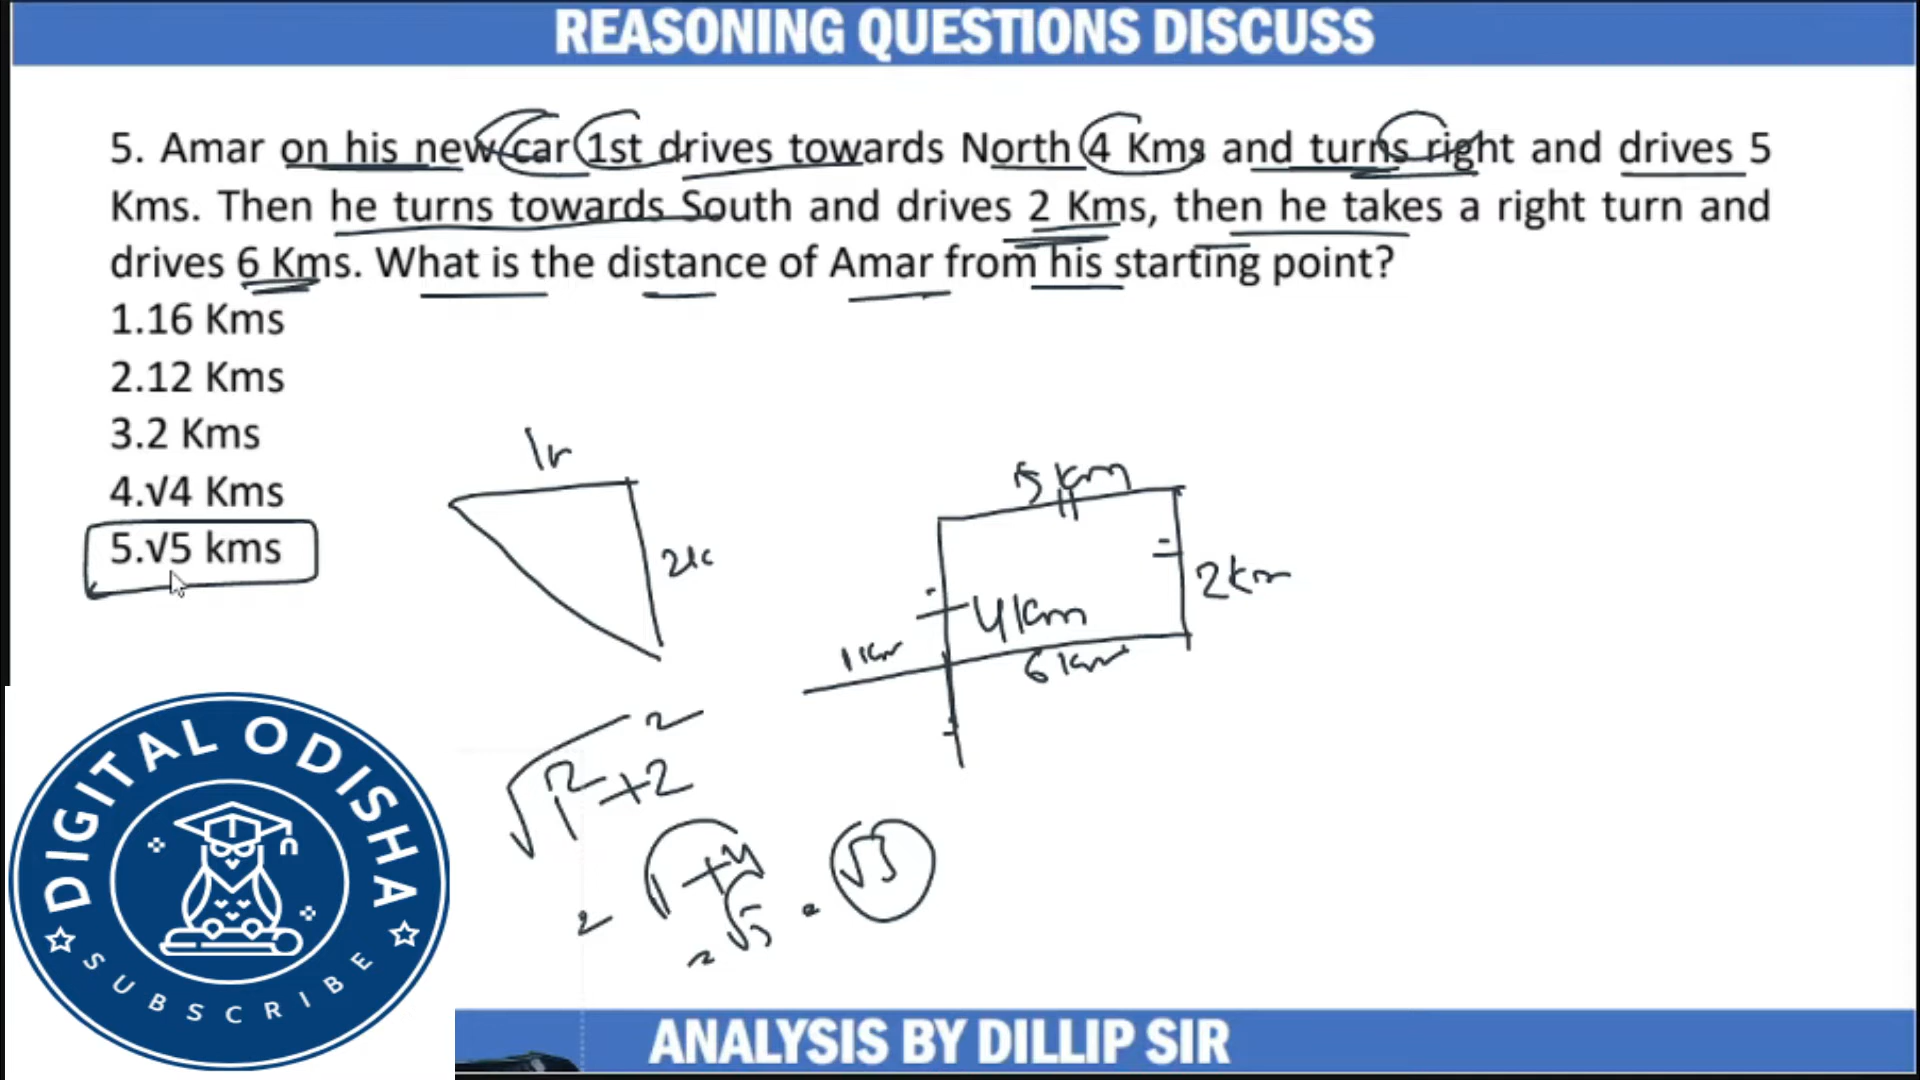 REASONING QUESTIONS DISCUSS
5. Amar on his new car 1st drives towards North 4 Kms and turns right and drives 5
Kms. Then he turns towards South and drives 2 Kms, then he takes a right turn and
drives 6 Kms. What is the distance of Amar from his starting point?
1.16 Kms
2.12 Kms
3.2 Kms
4.√4 Kms
5.√5 kms
5 km
2km
4km
1km
6km
DIGITAL ODISHA
SUBSCRIBE
ANALYSIS BY DILLIP SIR